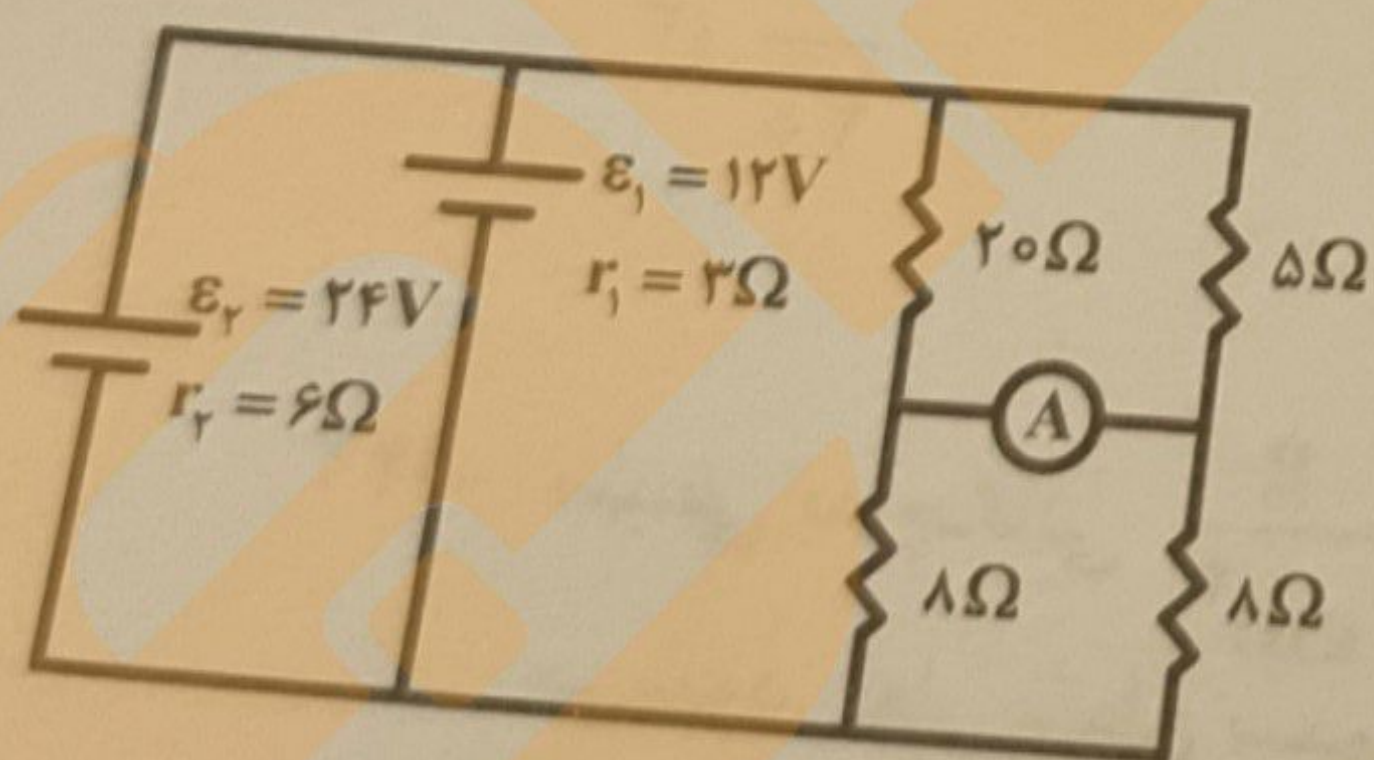 ε₁ = ۱۲V
r₁ = ۳Ω
ε₂ = ۲۴V
r₂ = ۶Ω
۲۰Ω
۵Ω
A
۸Ω
۸Ω